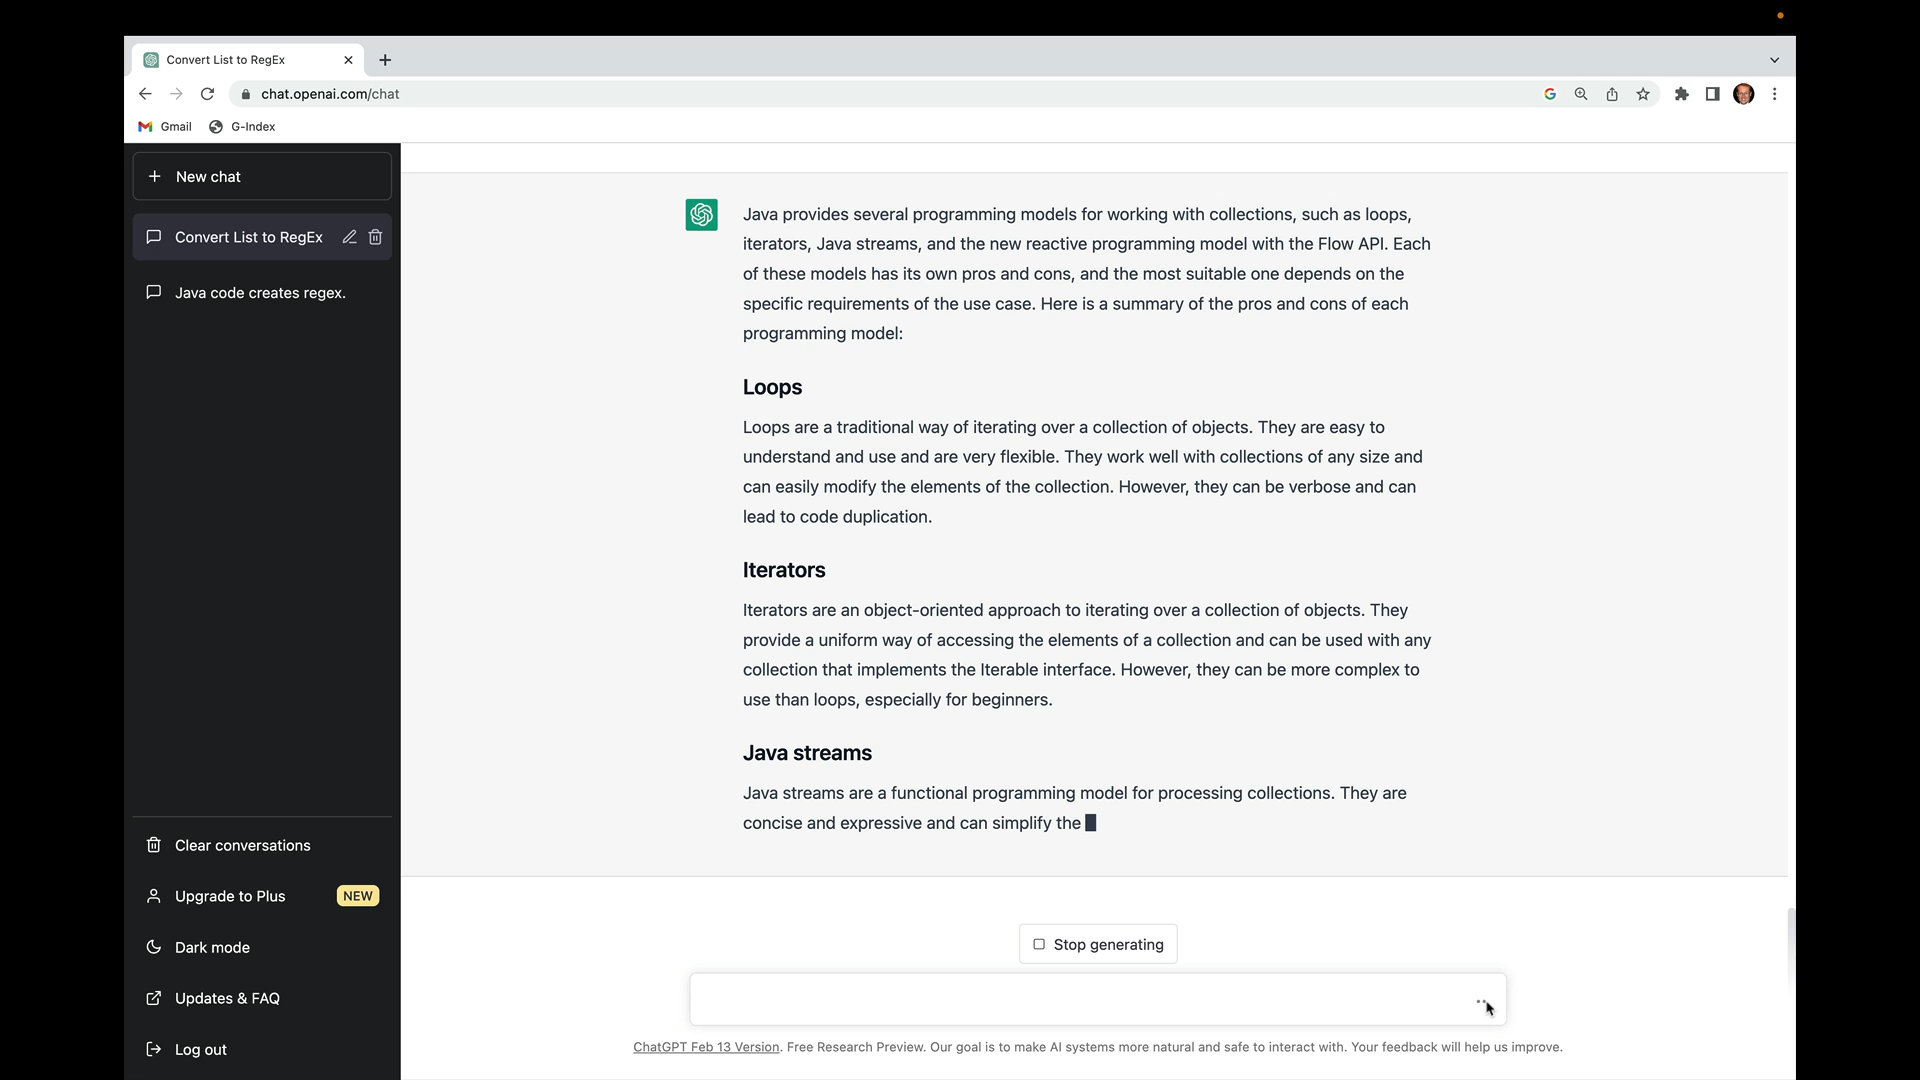 Convert List to RegEx
chat.openai.com/chat
Gmail
G-Index
New chat
Convert List to RegEx
Java code creates regex.
Java provides several programming models for working with collections, such as loops,
iterators, Java streams, and the new reactive programming model with the Flow API. Each
of these models has its own pros and cons, and the most suitable one depends on the
specific requirements of the use case. Here is a summary of the pros and cons of each
programming model:
Loops
Loops are a traditional way of iterating over a collection of objects. They are easy to
understand and use and are very flexible. They work well with collections of any size and
can easily modify the elements of the collection. However, they can be verbose and can
lead to code duplication.
Iterators
Iterators are an object-oriented approach to iterating over a collection of objects. They
provide a uniform way of accessing the elements of a collection and can be used with any
collection that implements the Iterable interface. However, they can be more complex to
use than loops, especially for beginners.
Java streams
Java streams are a functional programming model for processing collections. They are
concise and expressive and can simplify the
Clear conversations
Upgrade to Plus NEW
Dark mode
Updates & FAQ
Log out
Stop generating
ChatGPT Feb 13 Version. Free Research Preview. Our goal is to make AI systems more natural and safe to interact with. Your feedback will help us improve.